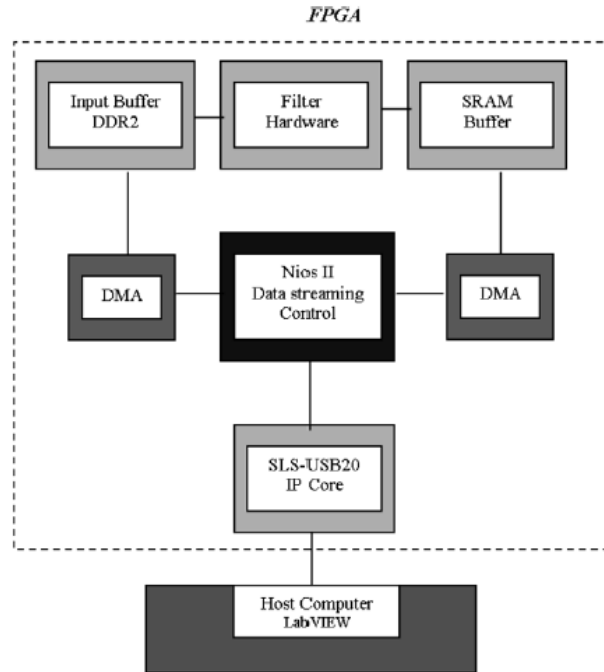 FPGA
Input Buffer
DDR2
Filter
Hardware
SRAM
Buffer
DMA
Nios II
Data streaming
Control
DMA
SLS-USB20
IP Core
Host Computer
LabVIEW